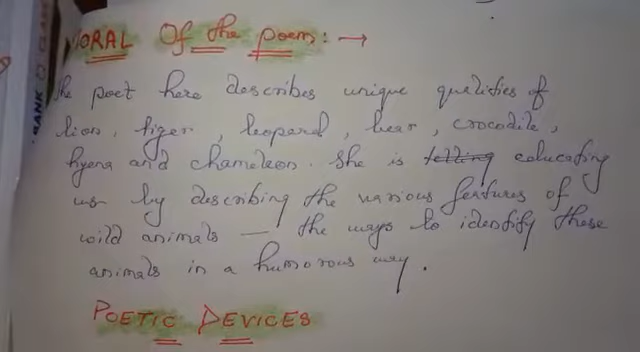 MORAL Of the poem: →
the poet here describes unique qualities of
lion, tiger, leopard, bear, crocodile,
hyena and chameleon. She is telling educating
us by describing the various features of
wild animals — the ways to identify these
animals in a humorous way.
POETIC DEVICES